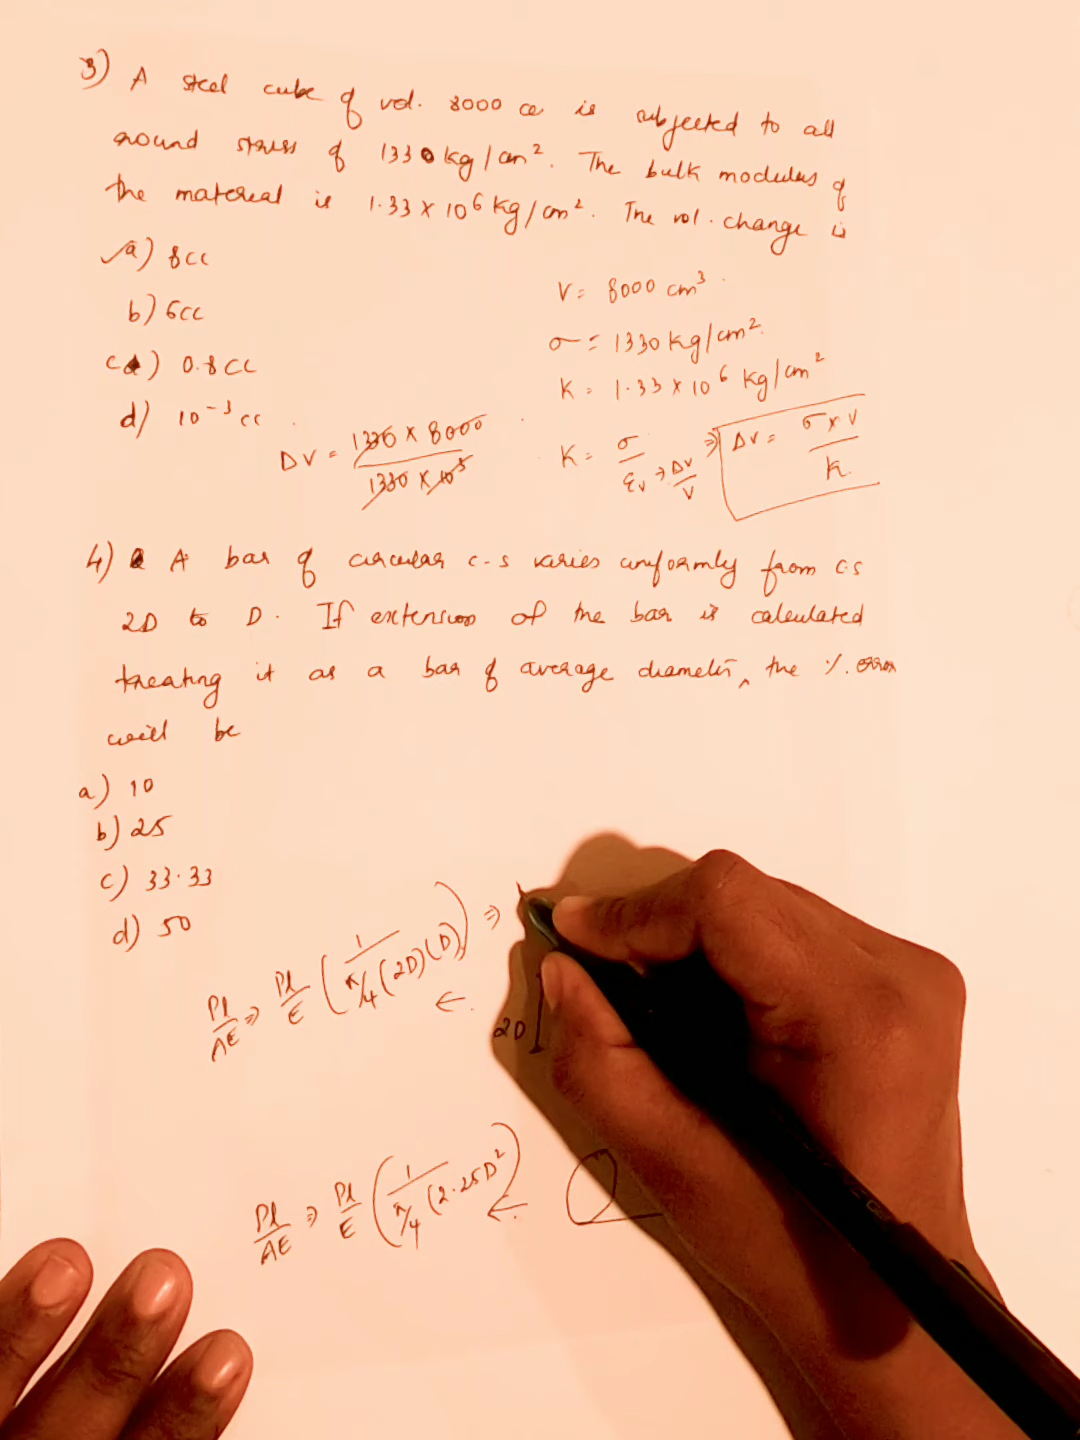 3) A steel cube of vol. 8000 cc is subjected to all
around stress of 1330 kg/cm². The bulk modulus of
the material is 1.33 × 10⁶ kg/cm². The vol. change is
a) 8cc
b) 6cc
c) 0.8cc
d) 10⁻³ cc
V = 8000 cm³
σ = 1330 kg/cm²
K = 1.33 × 10⁶ kg/cm²
K = σ/εv → ΔV/V ⇒ ΔV = σ × V / K
DV = 1330 × 8000 / 1330 × 10³
4) A bar of circular c-s varies uniformly from cs
2D to D. If extension of the bar is calculated
treating it as a bar of average diameter, the %. error
will be
a) 10
b) 25
c) 33.33
d) 50
Pl/AE ⇒ Pl/E (1/π/4(2D)(D)) ⇒
←
2D
Pl/AE ⇒ Pl/E (1/π/4(2.25D²)
←